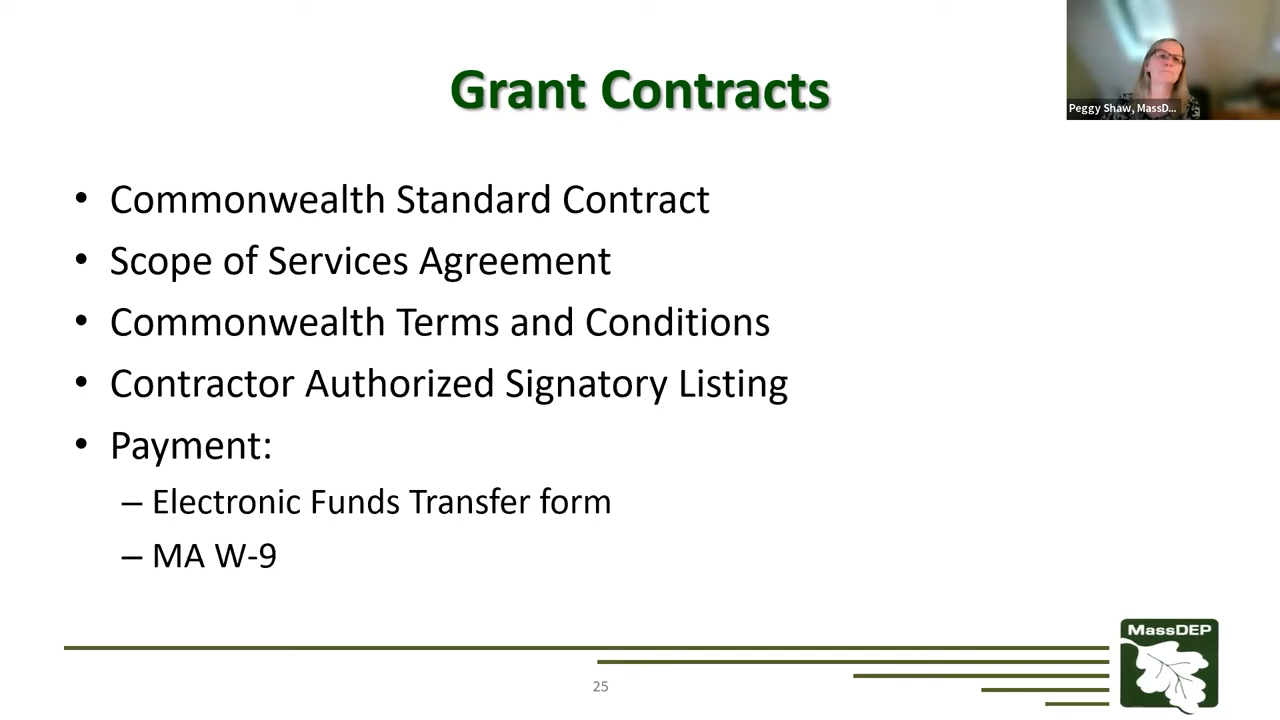 Grant Contracts
Peggy Shaw, MassD...
• Commonwealth Standard Contract
• Scope of Services Agreement
• Commonwealth Terms and Conditions
• Contractor Authorized Signatory Listing
• Payment:
– Electronic Funds Transfer form
– MA W-9
MassDEP
25